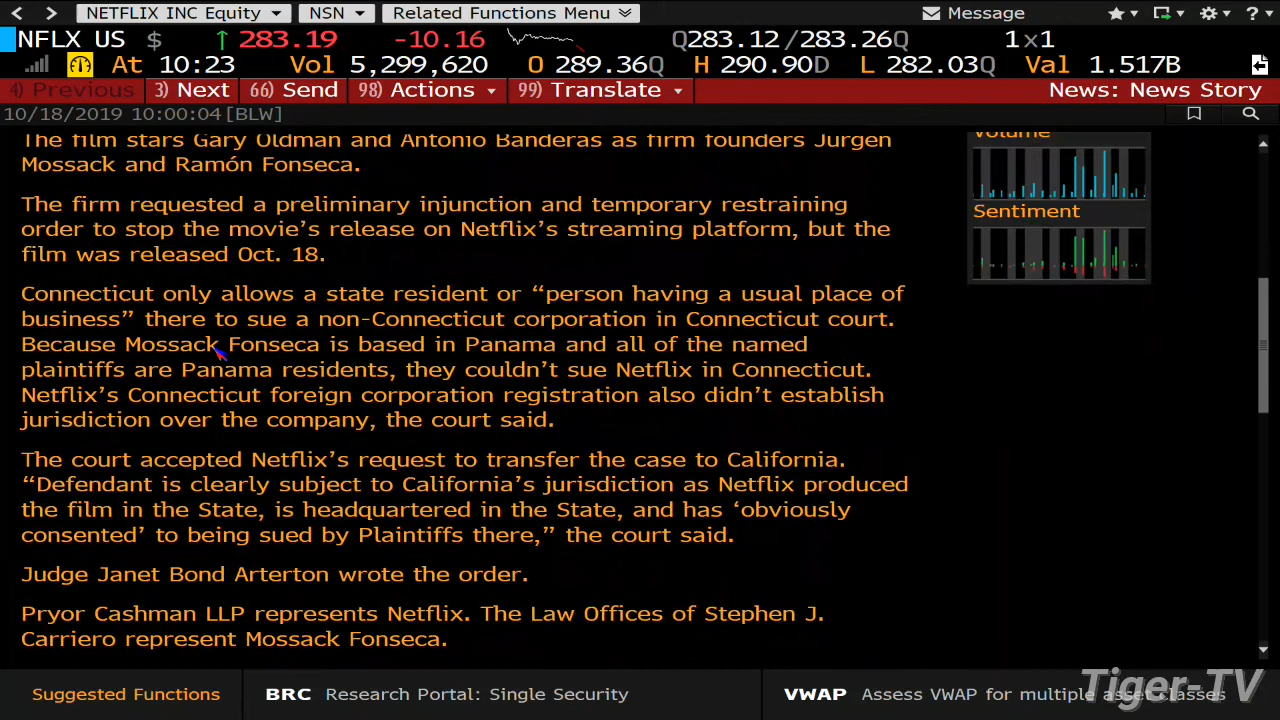 NETFLIX INC Equity NSN Related Functions Menu Message ?
NFLX US $ ↑ 283.19 -10.16 Q283.12/283.26Q 1x1
At 10:23 Vol 5,299,620 O 289.36Q H 290.90D L 282.03Q Val 1.517B
4) Previous 3) Next 66) Send 98) Actions 99) Translate News: News Story
10/18/2019 10:00:04 [BLW]
The film stars Gary Oldman and Antonio Banderas as firm founders Jurgen
Mossack and Ramón Fonseca.
The firm requested a preliminary injunction and temporary restraining
order to stop the movie's release on Netflix's streaming platform, but the
film was released Oct. 18.
Connecticut only allows a state resident or “person having a usual place of
business” there to sue a non-Connecticut corporation in Connecticut court.
Because Mossack Fonseca is based in Panama and all of the named
plaintiffs are Panama residents, they couldn't sue Netflix in Connecticut.
Netflix's Connecticut foreign corporation registration also didn't establish
jurisdiction over the company, the court said.
The court accepted Netflix's request to transfer the case to California.
“Defendant is clearly subject to California's jurisdiction as Netflix produced
the film in the State, is headquartered in the State, and has ‘obviously
consented’ to being sued by Plaintiffs there,” the court said.
Judge Janet Bond Arterton wrote the order.
Pryor Cashman LLP represents Netflix. The Law Offices of Stephen J.
Carriero represent Mossack Fonseca.
Volume
Sentiment
Suggested Functions BRC Research Portal: Single Security VWAP Assess VWAP for multiple asset classes
Tiger-TV